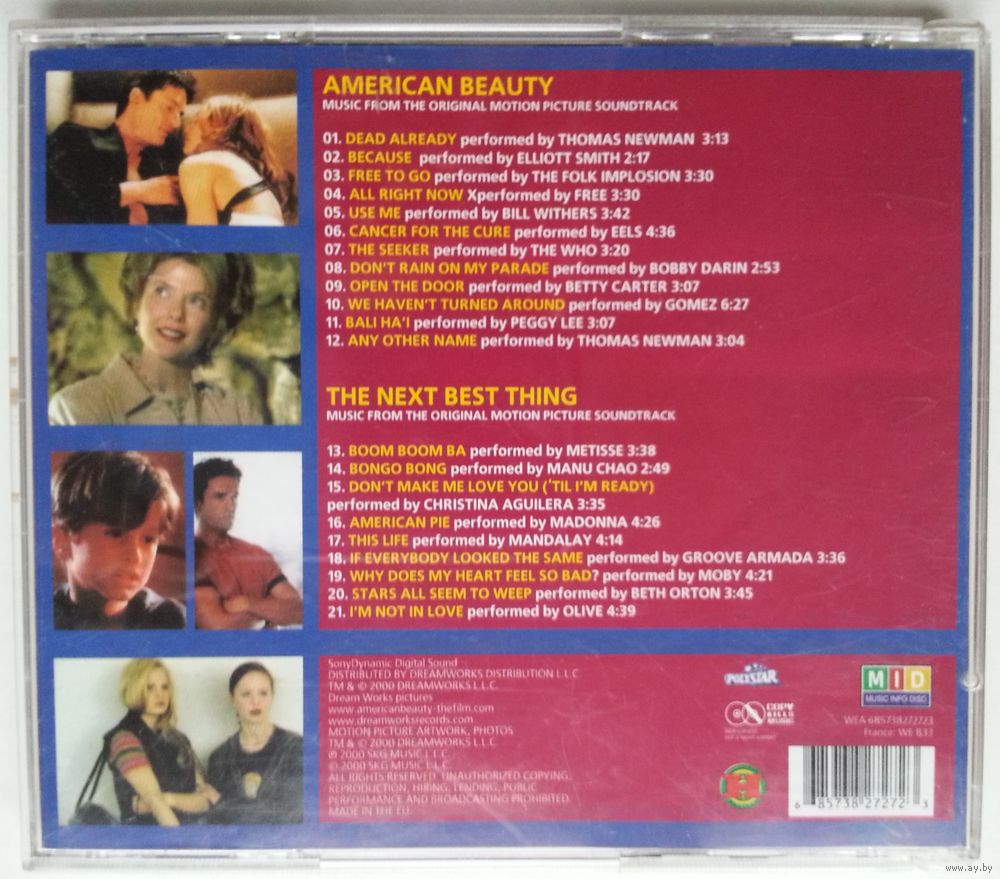 AMERICAN BEAUTY
MUSIC FROM THE ORIGINAL MOTION PICTURE SOUNDTRACK
01. DEAD ALREADY performed by THOMAS NEWMAN 3:13
02. BECAUSE performed by ELLIOTT SMITH 2:17
03. FREE TO GO performed by THE FOLK IMPLOSION 3:30
04. ALL RIGHT NOW Xperformed by FREE 3:30
05. USE ME performed by BILL WITHERS 3:42
06. CANCER FOR THE CURE performed by EELS 4:36
07. THE SEEKER performed by THE WHO 3:20
08. DON'T RAIN ON MY PARADE performed by BOBBY DARIN 2:53
09. OPEN THE DOOR performed by BETTY CARTER 3:07
10. WE HAVEN'T TURNED AROUND performed by GOMEZ 6:27
11. BALI HA'I performed by PEGGY LEE 3:07
12. ANY OTHER NAME performed by THOMAS NEWMAN 3:04
THE NEXT BEST THING
MUSIC FROM THE ORIGINAL MOTION PICTURE SOUNDTRACK
13. BOOM BOOM BA performed by METISSE 3:38
14. BONGO BONG performed by MANU CHAO 2:49
15. DON'T MAKE ME LOVE YOU ('TIL I'M READY)
performed by CHRISTINA AGUILERA 3:35
16. AMERICAN PIE performed by MADONNA 4:26
17. THIS LIFE performed by MANDALAY 4:14
18. IF EVERYBODY LOOKED THE SAME performed by GROOVE ARMADA 3:36
19. WHY DOES MY HEART FEEL SO BAD? performed by MOBY 4:21
20. STARS ALL SEEM TO WEEP performed by BETH ORTON 3:45
21. I'M NOT IN LOVE performed by OLIVE 4:39
SonyDynamic Digital Sound
DISTRIBUTED BY DREAMWORKS DISTRIBUTION L.L.C
TM & © 2000 DREAMWORKS L.L.C.
Dream Works pictures
www.americanbeauty-thefilm.com
www.dreamworksrecords.com
MOTION PICTURE ARTWORK, PHOTOS
TM & © 2000 DREAMWORKS L.L.C.
℗ 2000 SKG MUSIC L.L.C.
© 2000 SKG MUSIC L.L.C.
ALL RIGHTS RESERVED. UNAUTHORIZED COPYING,
REPRODUCTION, HIRING, LENDING, PUBLIC
PERFORMANCE AND BROADCASTING PROHIBITED.
MADE IN THE EU.
POLYSTAR
COPY KILLS MUSIC
MID
MUSIC INFO DISC
WEA 685738272723
France: WE 833
6 85738 27272 3
www.ay.by